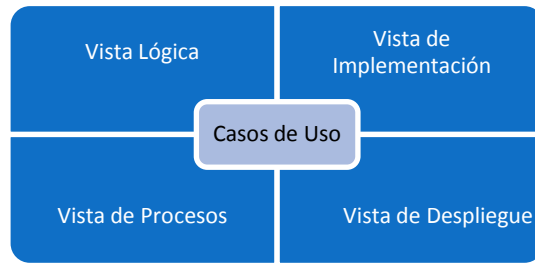 Vista Lógica
Vista de
Implementación
Casos de Uso
Vista de Procesos
Vista de Despliegue